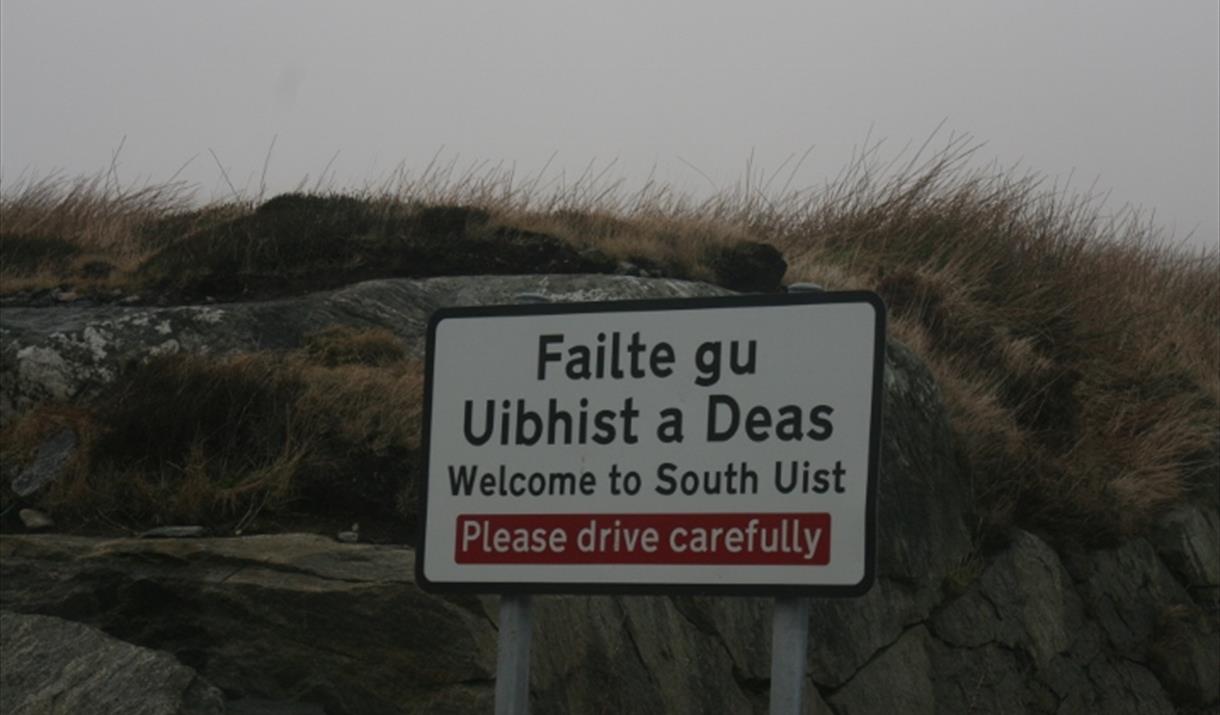 Failte gu
Uibhist a Deas
Welcome to South Uist
Please drive carefully